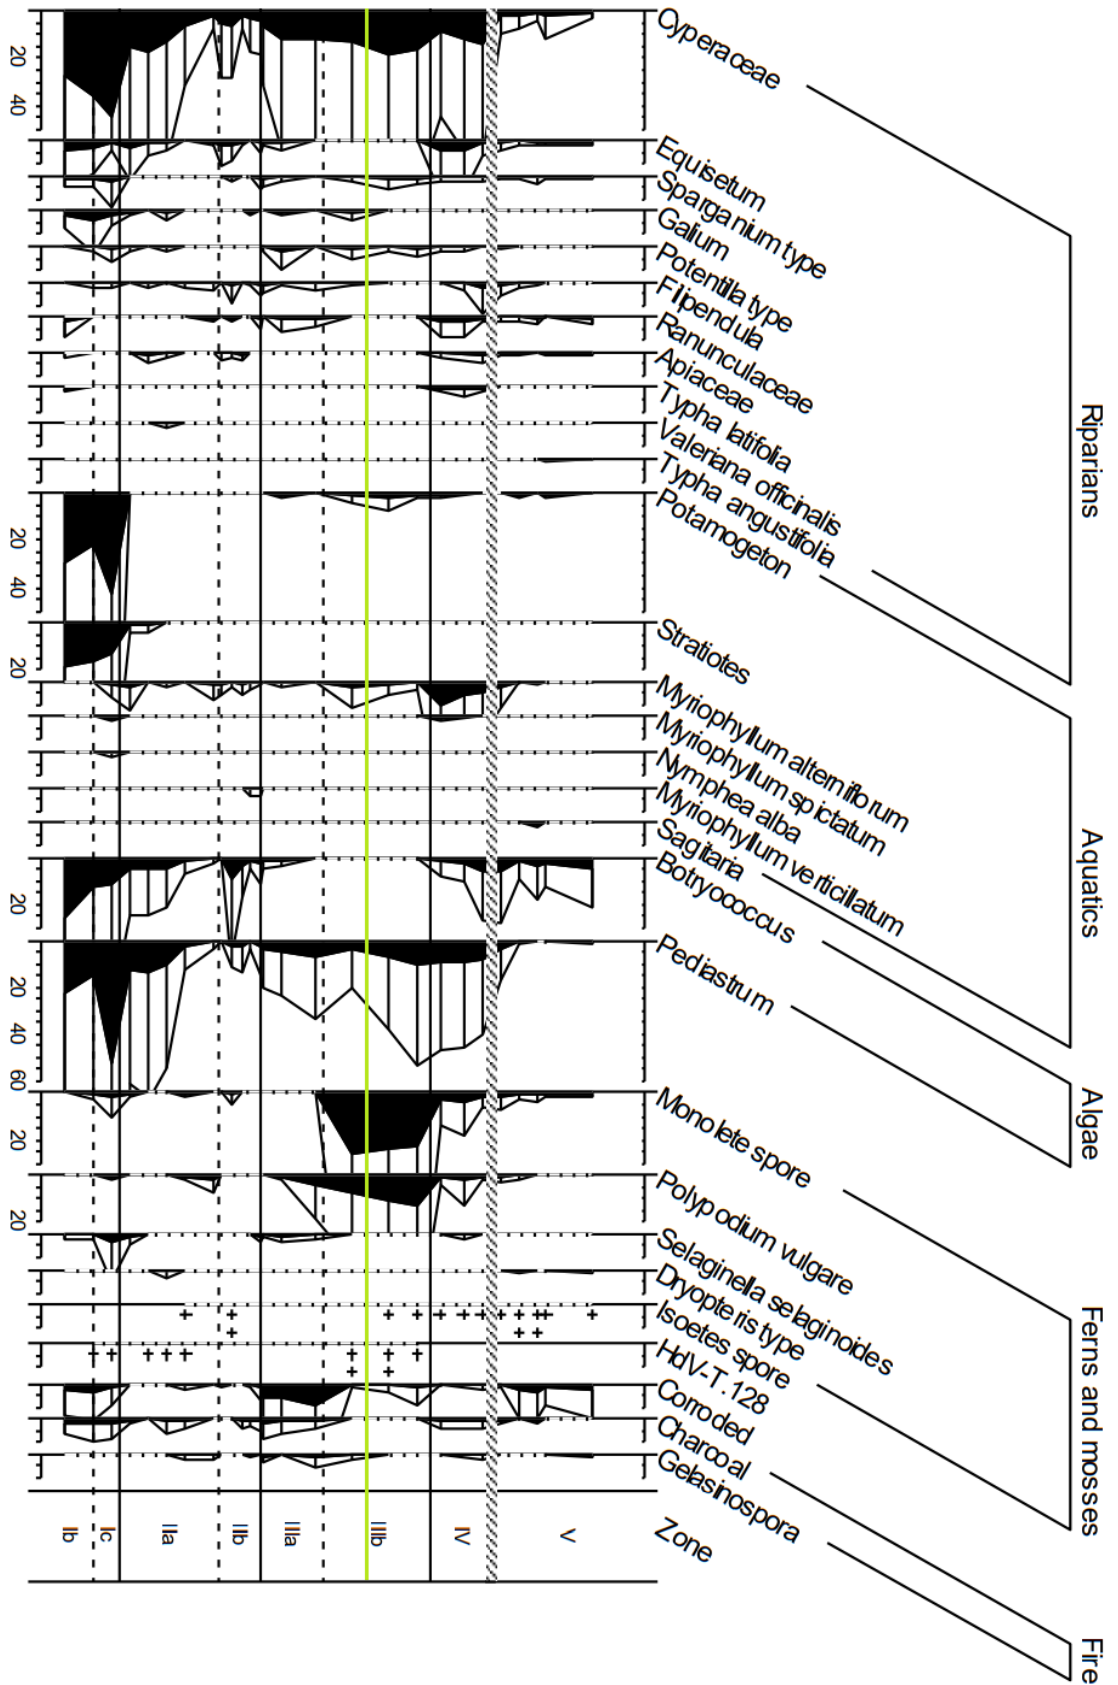 Cyperaceae
Equisetum
Sparganium type
Galium
Potentilla type
Filipendula
Ranunculaceae
Apiaceae
Typha latifolia
Valeriana officinalis
Typha angustifolia
Potamogeton
Stratiotes
Myriophyllum alterniflorum
Myriophyllum spictatum
Nymphea alba
Myriophyllum verticillatum
Sagitaria
Botryococcus
Pediastrum
Monolete spore
Polypodium vulgare
Selaginella selaginoides
Dryopteris type
Isoetes spore
HdV-T.128
Corroded
Charcoal
Gelasinospora
Zone
Riparians
Aquatics
Algae
Ferns and mosses
Fire
20 40
20 40
20
20
20 40 60
20
20
Ib Ic IIa IIb IIIa IIIb IV V